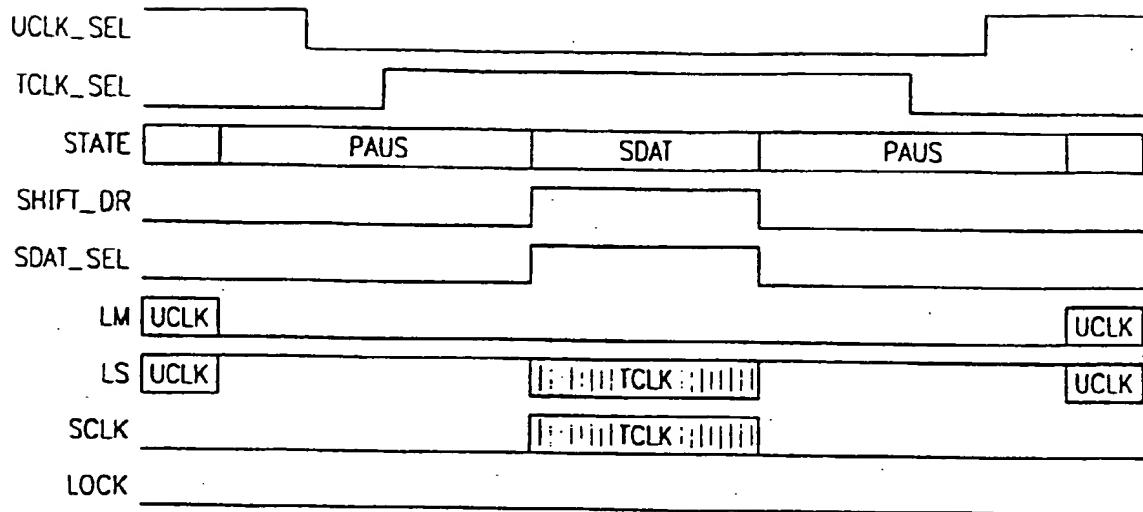 UCLK_SEL
TCLK_SEL
STATE PAUS SDAT PAUS
SHIFT_DR
SDAT_SEL
LM UCLK UCLK
LS UCLK TCLK UCLK
SCLK TCLK
LOCK